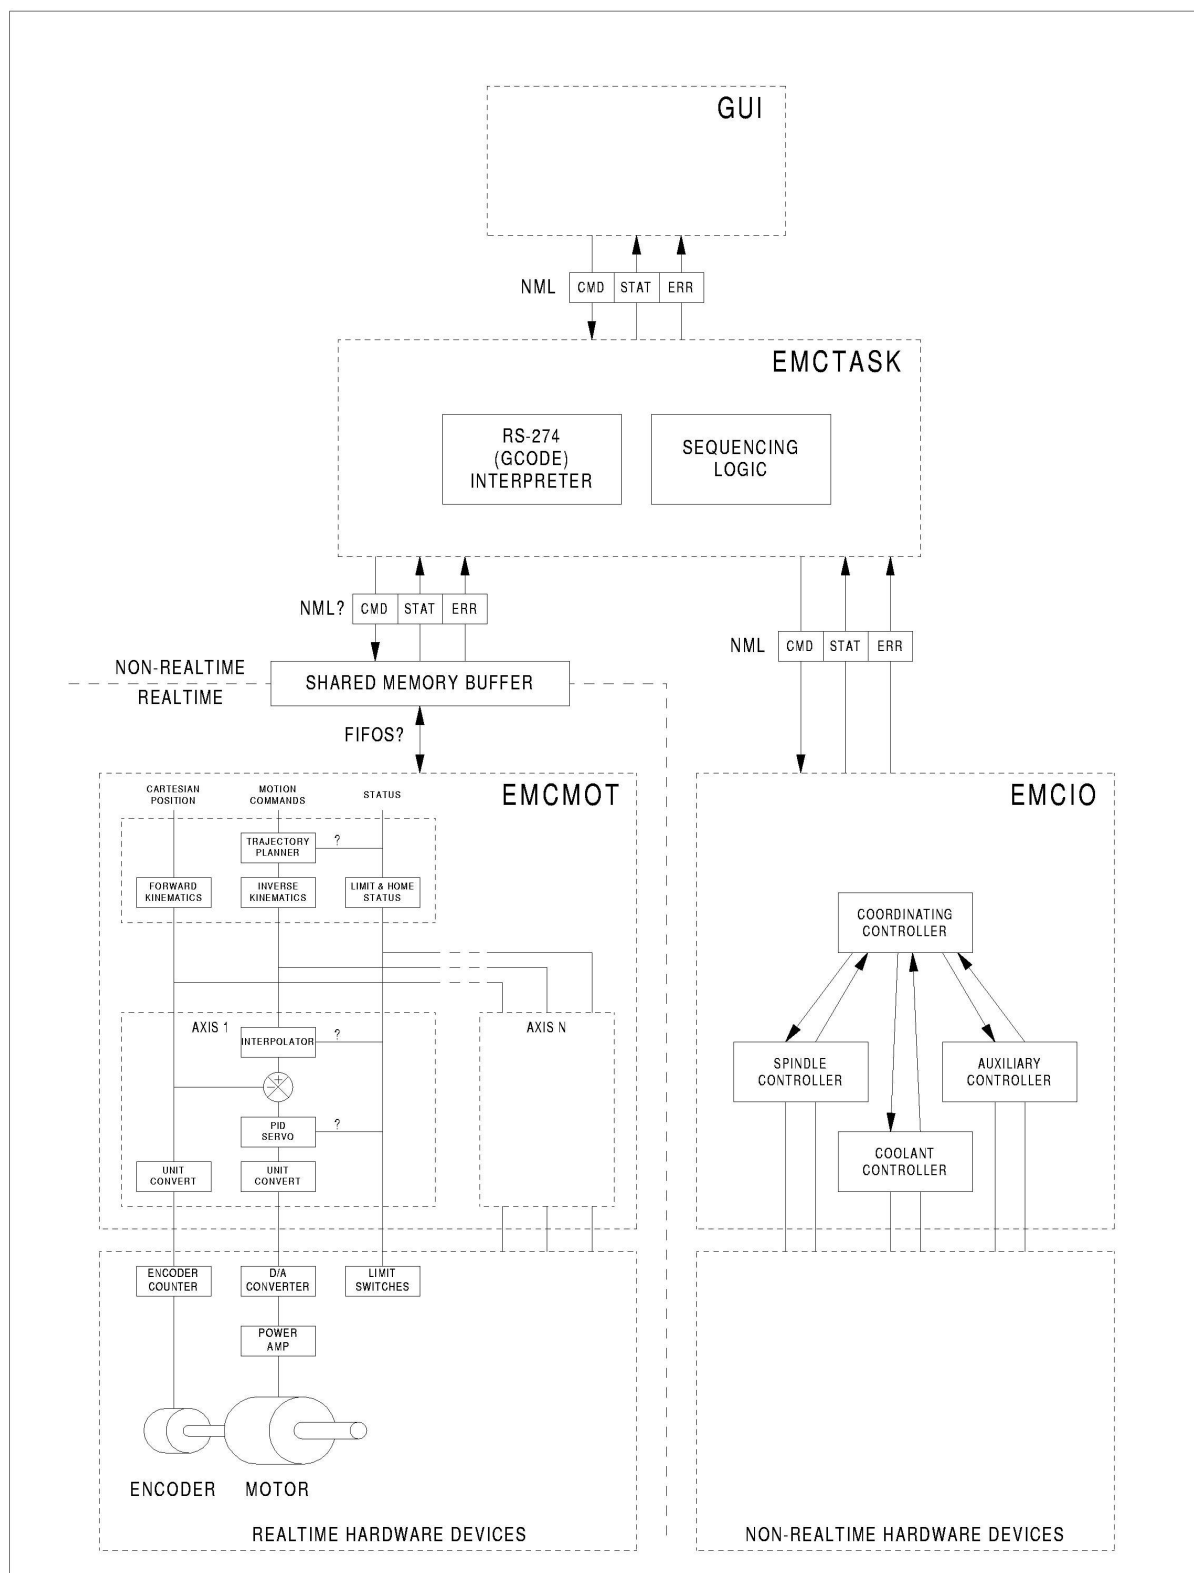 GUI
NML
CMD STAT ERR
EMCTASK
RS-274
(GCODE)
INTERPRETER
SEQUENCING
LOGIC
NML?
CMD STAT ERR
NML
CMD STAT ERR
NON-REALTIME
REALTIME
SHARED MEMORY BUFFER
FIFOS?
EMCMOT
CARTESIAN
POSITION
MOTION
COMMANDS
STATUS
TRAJECTORY
PLANNER
?
FORWARD
KINEMATICS
INVERSE
KINEMATICS
LIMIT & HOME
STATUS
AXIS 1
INTERPOLATOR
?
+
−
PID
SERVO
?
UNIT
CONVERT
UNIT
CONVERT
AXIS N
EMCIO
COORDINATING
CONTROLLER
SPINDLE
CONTROLLER
AUXILIARY
CONTROLLER
COOLANT
CONTROLLER
ENCODER
COUNTER
D/A
CONVERTER
LIMIT
SWITCHES
POWER
AMP
ENCODER
MOTOR
REALTIME HARDWARE DEVICES
NON-REALTIME HARDWARE DEVICES